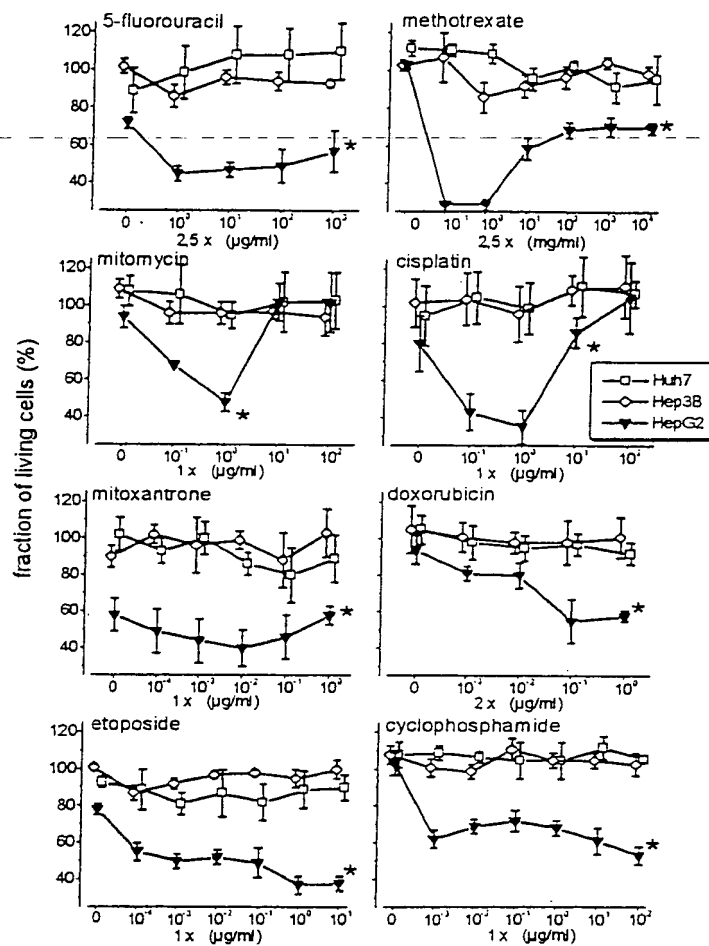 5-fluorouracil
methotrexate
120
100
80
60
40
*
*
0 10⁰ 10¹ 10² 10³
0 10⁻¹ 10⁰ 10¹ 10² 10³ 10⁴
2,5 x (µg/ml)
2,5 x (mg/ml)
mitomycin
cisplatin
120
100
80
60
40
*
*
0 10⁻¹ 10⁰ 10¹ 10²
0 10⁻¹ 10⁰ 10¹ 10²
1 x (µg/ml)
1 x (µg/ml)
Huh7
Hep3B
HepG2
fraction of living cells (%)
mitoxantrone
doxorubicin
120
100
80
60
40
*
*
0 10⁻⁴ 10⁻³ 10⁻² 10⁻¹ 10⁰
0 10⁻³ 10⁻² 10⁻¹ 10⁰
1 x (µg/ml)
2 x (µg/ml)
etoposide
cyclophosphamide
120
100
80
60
40
*
*
0 10⁻⁴ 10⁻³ 10⁻² 10⁻¹ 10⁰ 10¹
0 10⁻³ 10⁻² 10⁻¹ 10⁰ 10¹ 10²
1 x (µg/ml)
1 x (µg/ml)